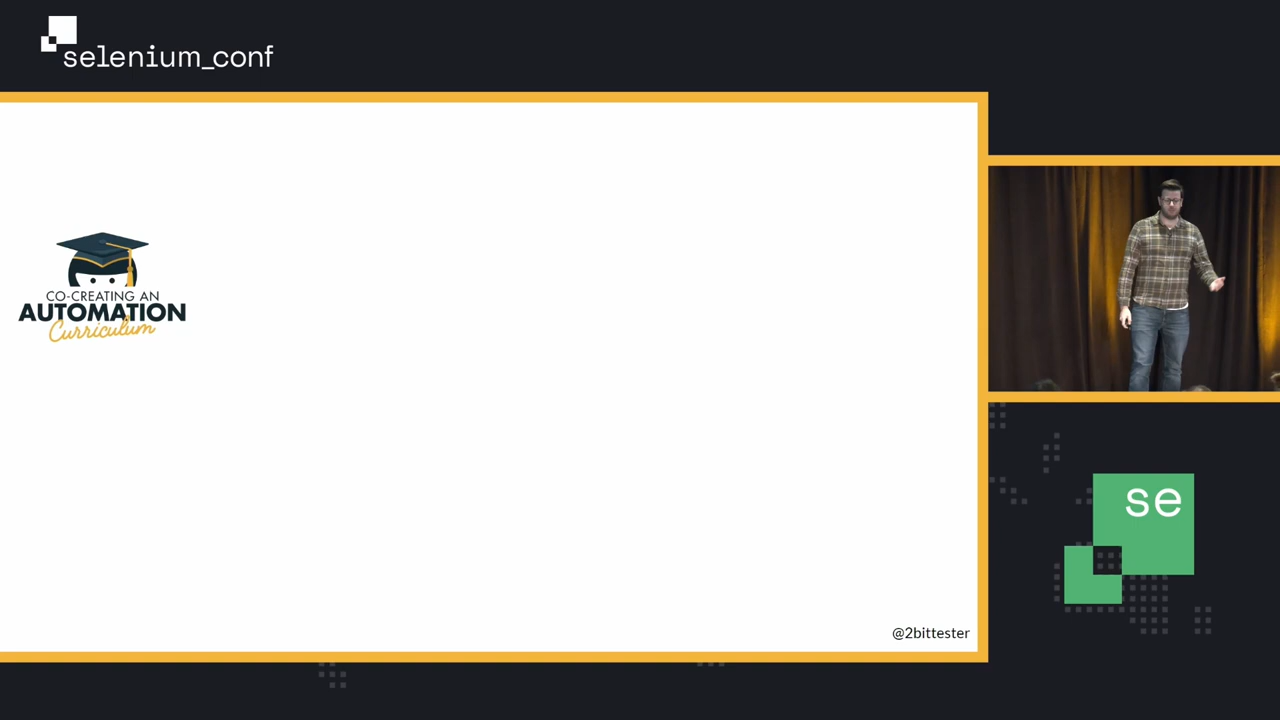 selenium_conf
CO-CREATING AN
AUTOMATION
Curriculum
@2bittester
se